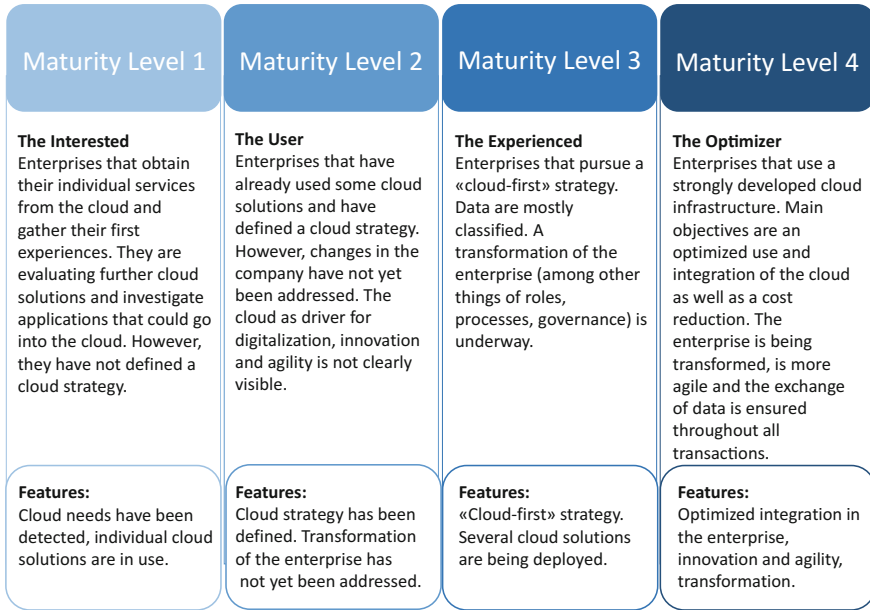 Maturity Level 1
Maturity Level 2
Maturity Level 3
Maturity Level 4
The Interested
Enterprises that obtain
their individual services
from the cloud and
gather their first
experiences. They are
evaluating further cloud
solutions and investigate
applications that could go
into the cloud. However,
they have not defined a
cloud strategy.
The User
Enterprises that have
already used some cloud
solutions and have
defined a cloud strategy.
However, changes in the
company have not yet
been addressed. The
cloud as driver for
digitalization, innovation
and agility is not clearly
visible.
The Experienced
Enterprises that pursue a
«cloud-first» strategy.
Data are mostly
classified. A
transformation of the
enterprise (among other
things of roles,
processes, governance) is
underway.
The Optimizer
Enterprises that use a
strongly developed cloud
infrastructure. Main
objectives are an
optimized use and
integration of the cloud
as well as a cost
reduction. The
enterprise is being
transformed, is more
agile and the exchange
of data is ensured
throughout all
transactions.
Features:
Cloud needs have been
detected, individual cloud
solutions are in use.
Features:
Cloud strategy has been
defined. Transformation
of the enterprise has
not yet been addressed.
Features:
«Cloud-first» strategy.
Several cloud solutions
are being deployed.
Features:
Optimized integration in
the enterprise,
innovation and agility,
transformation.